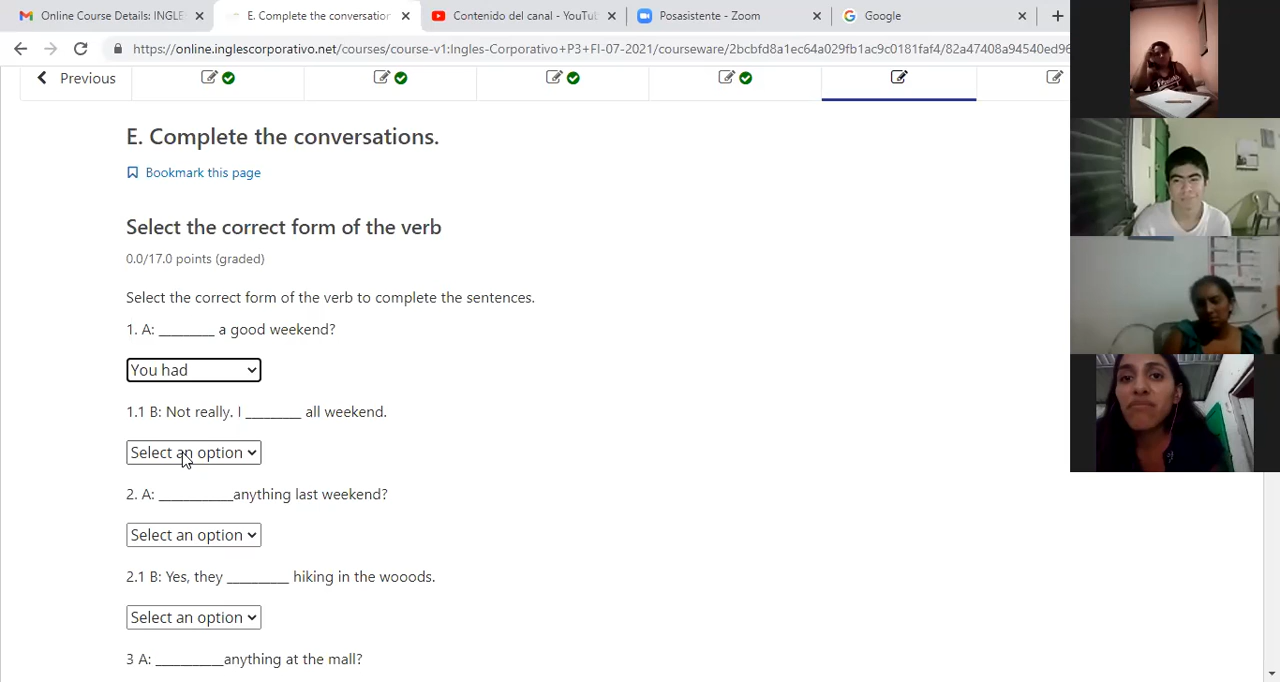 Online Course Details: INGLE
E. Complete the conversation
Contenido del canal - YouTu
Posasistente - Zoom
Google
https://online.inglescorporativo.net/courses/course-v1:Ingles-Corporativo+P3+FI-07-2021/courseware/2bcbfd8a1ec64a029fb1ac9c0181faf4/82a47408a94540ed96
Previous
E. Complete the conversations.
Bookmark this page
Select the correct form of the verb
0.0/17.0 points (graded)
Select the correct form of the verb to complete the sentences.
1. A: ________ a good weekend?
You had
1.1 B: Not really. I ________ all weekend.
Select an option
2. A: ___________anything last weekend?
Select an option
2.1 B: Yes, they _________ hiking in the wooods.
Select an option
3 A: __________anything at the mall?